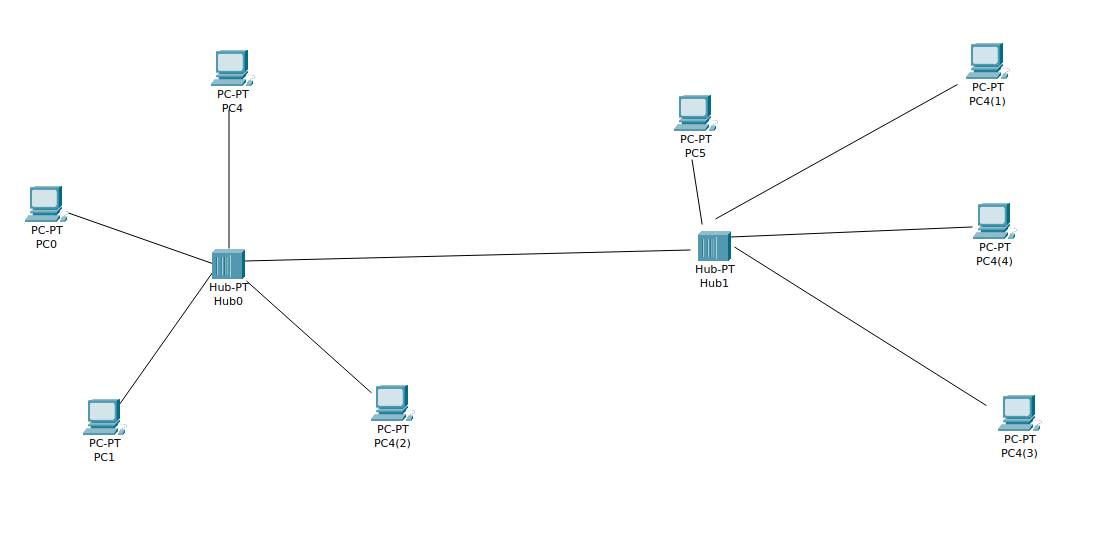 PC-PT
PC4
PC-PT
PC4(1)
PC-PT
PC5
PC-PT
PC0
PC-PT
PC4(4)
Hub-PT
Hub1
Hub-PT
Hub0
PC-PT
PC4(2)
PC-PT
PC4(3)
PC-PT
PC1